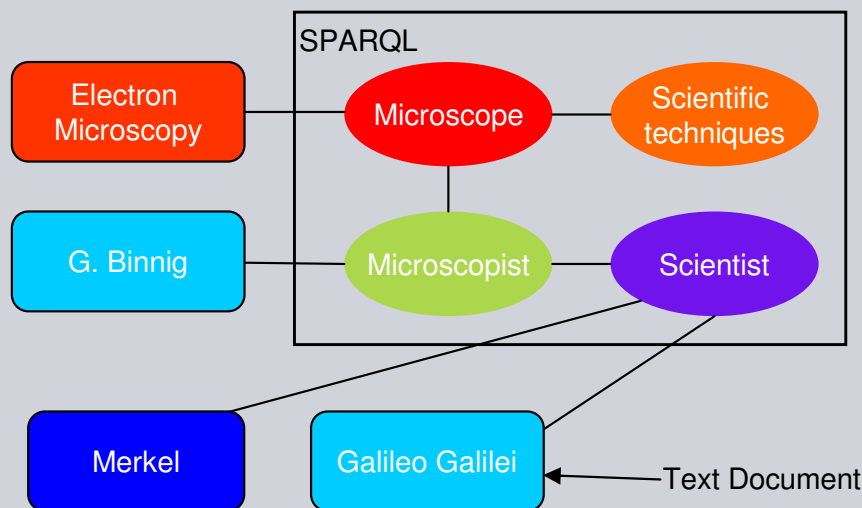 SPARQL
Electron
Microscopy
Microscope
Scientific
techniques
G. Binnig
Microscopist
Scientist
Merkel
Galileo Galilei
Text Document